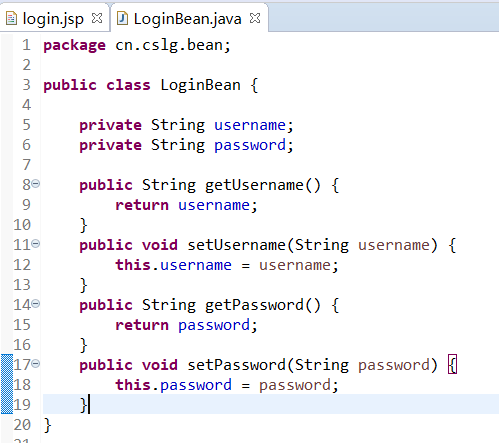 login.jsp LoginBean.java
1 package cn.cslg.bean;
2
3 public class LoginBean {
4
5     private String username;
6     private String password;
7
8     public String getUsername() {
9         return username;
10     }
11     public void setUsername(String username) {
12         this.username = username;
13     }
14     public String getPassword() {
15         return password;
16     }
17     public void setPassword(String password) {
18         this.password = password;
19     }
20 }